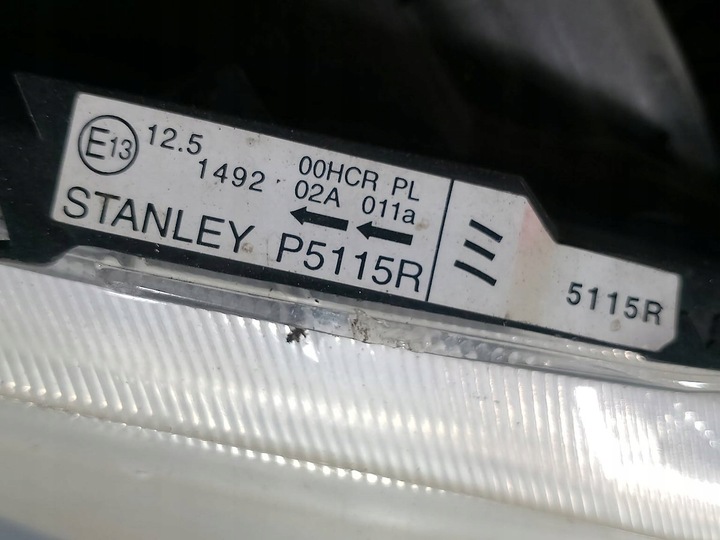 E13 12.5 00HCR PL
1492 02A 011a
STANLEY P5115R
5115R